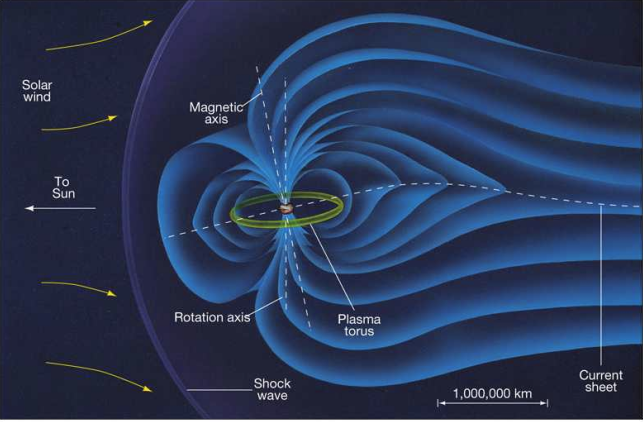 Solar
wind
Magnetic
axis
To
Sun
Rotation axis
Plasma
torus
Shock
wave
1,000,000 km
Current
sheet